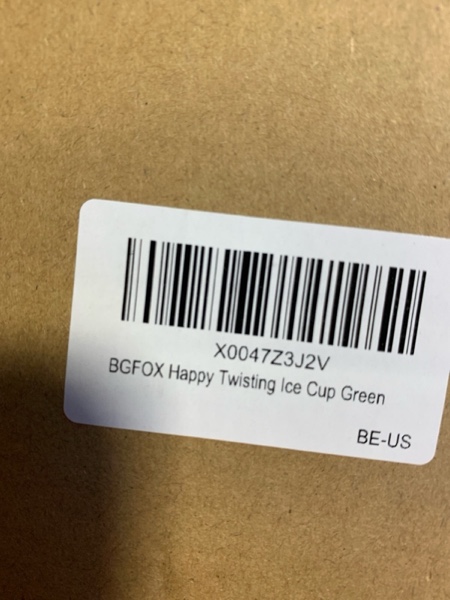 X0047Z3J2V
BGFOX Happy Twisting Ice Cup Green
BE-US